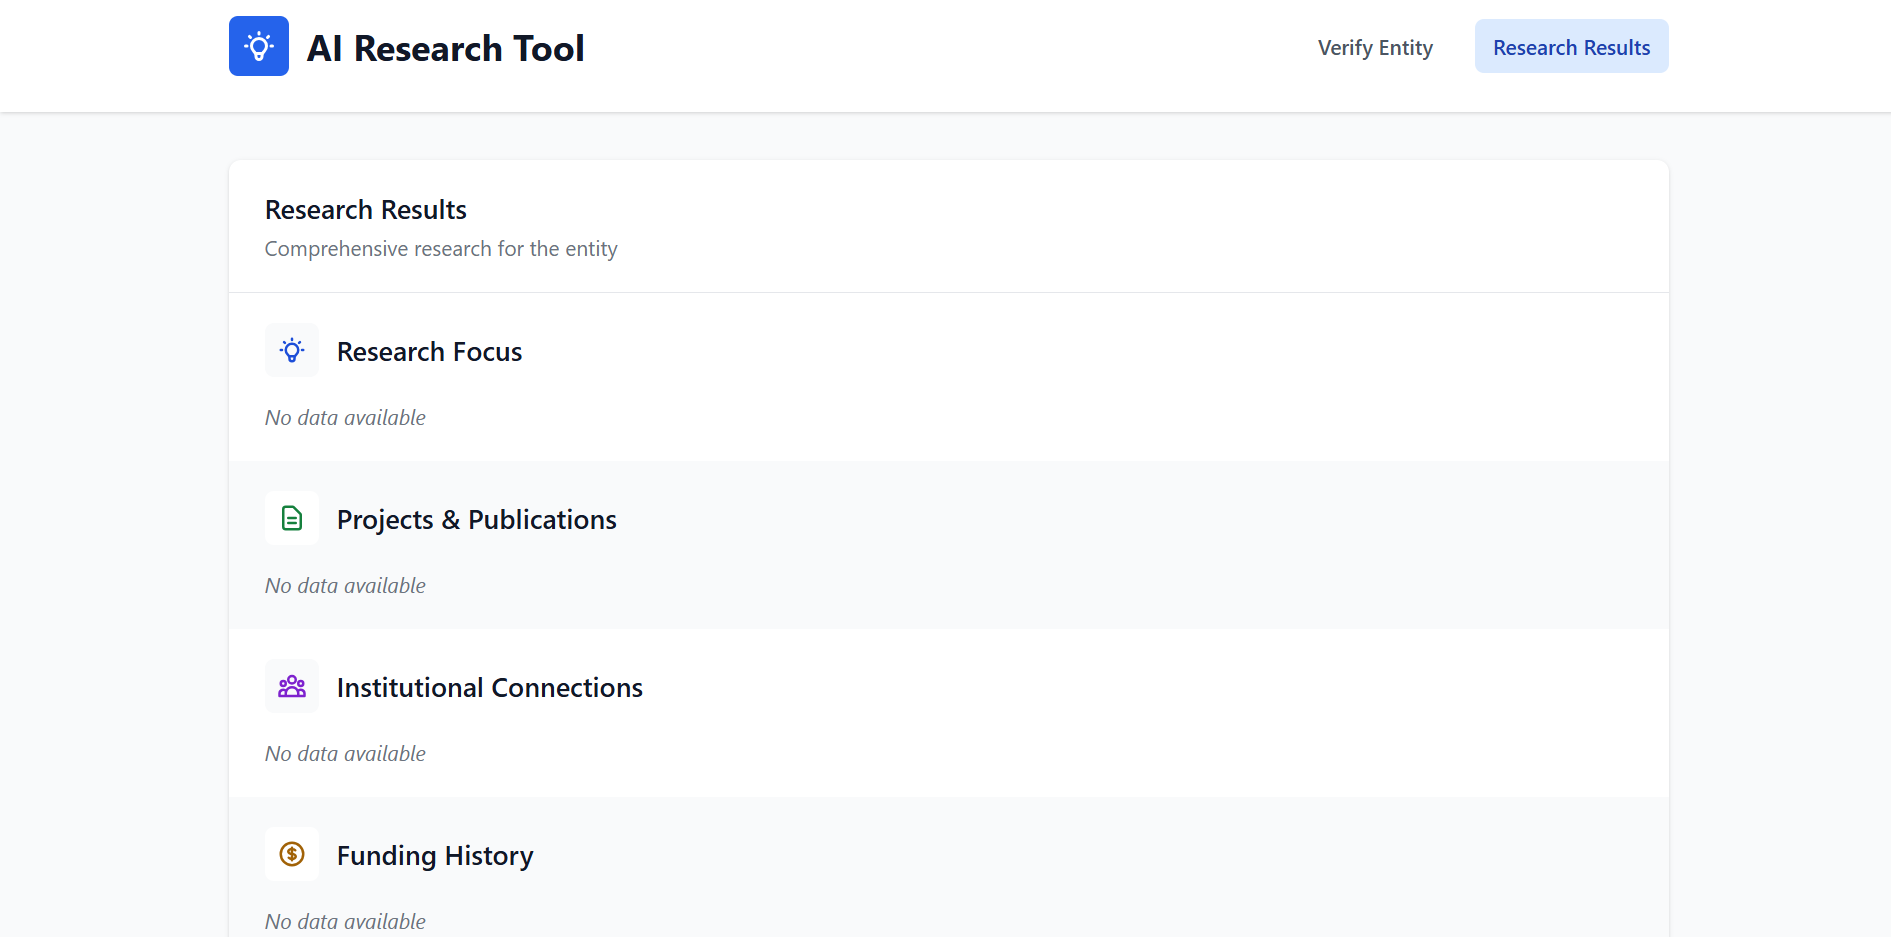 AI Research Tool
Verify Entity
Research Results
Research Results
Comprehensive research for the entity
Research Focus
No data available
Projects & Publications
No data available
Institutional Connections
No data available
Funding History
No data available